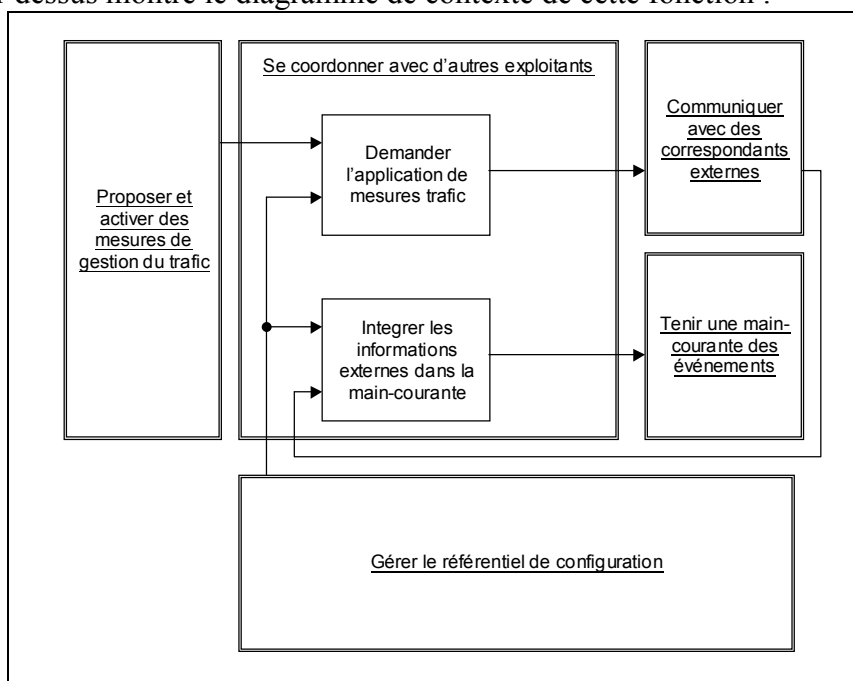 dessus montre le diagramme de contexte de cette fonction :
Se coordonner avec d'autres exploitants
Communiquer
avec des
correspondants
externes
Demander
l'application de
mesures trafic
Proposer et
activer des
mesures de
gestion du trafic
Integrer les
informations
externes dans la
main-courante
Tenir une main-
courante des
événements
Gérer le référentiel de configuration